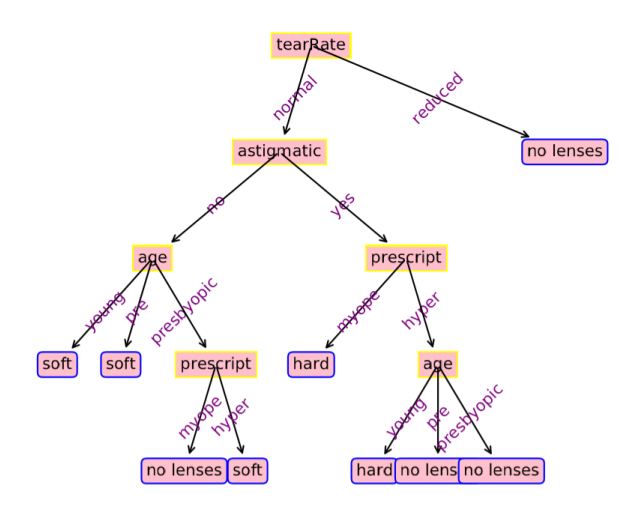 tearRate
normal
reduced
astigmatic
no lenses
no
yes
age
prescript
young
pre
presbyopic
myope
hyper
soft
soft
prescript
hard
age
myope
hyper
young
pre
presbyopic
no lenses
soft
hard
no lens
no lenses